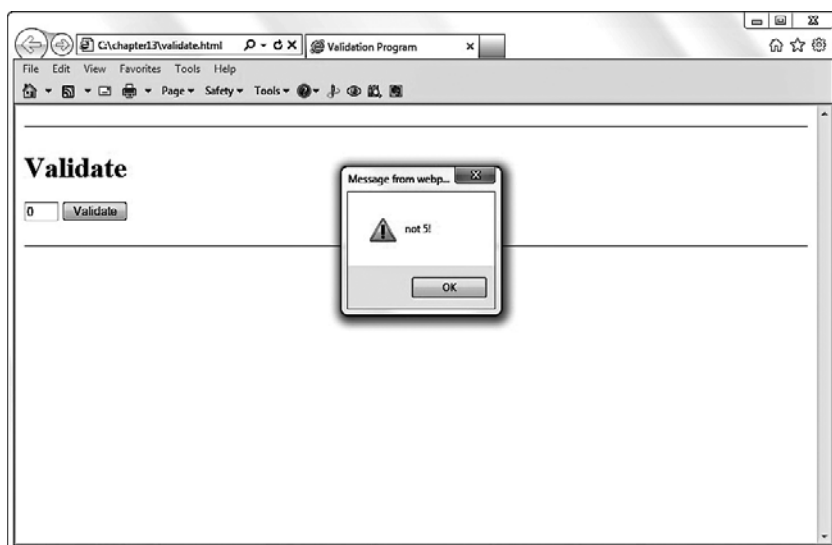 C:\chapter13\validate.html
Validation Program
File Edit View Favorites Tools Help
Page Safety Tools
Validate
0 Validate
Message from webp...
not 5!
OK